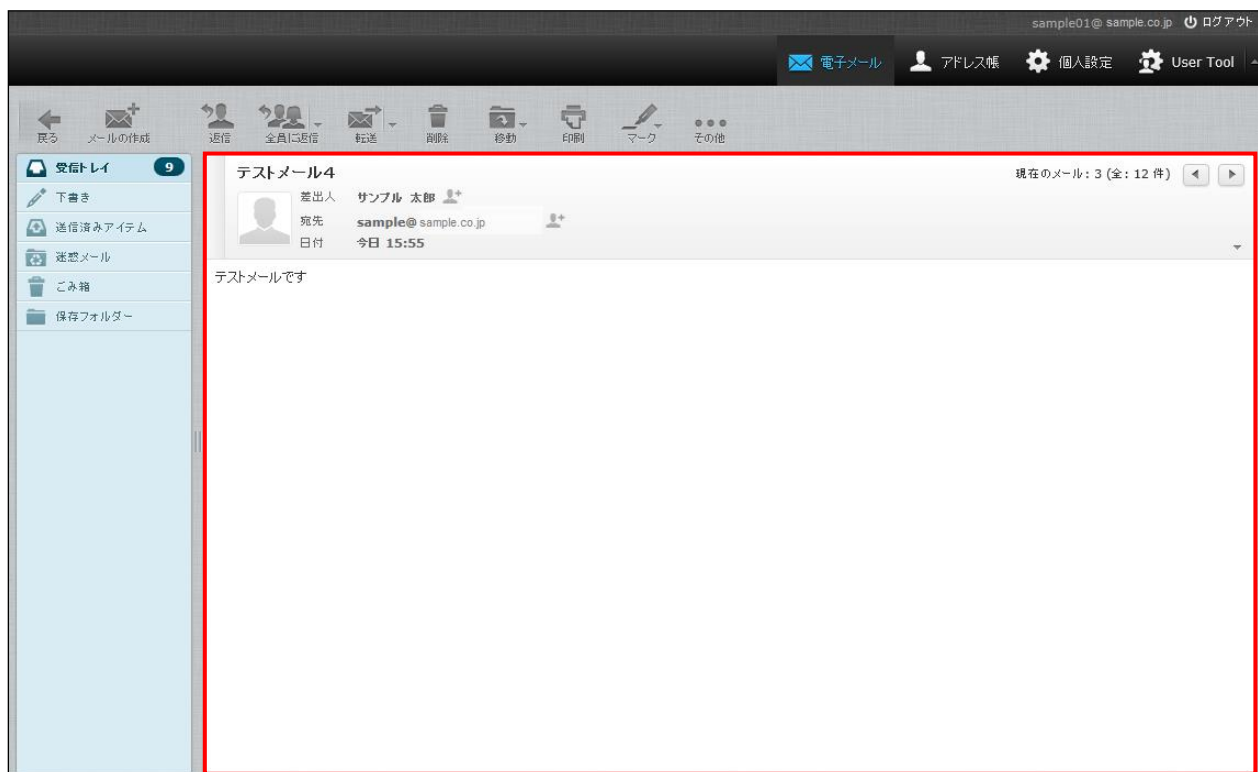 sample01@ sample.co.jp ログアウト
電子メール アドレス帳 個人設定 User Tool
戻る メールの作成 返信 全員に返信 転送 削除 移動 印刷 マーク その他
受信トレイ 9
下書き
送信済みアイテム
迷惑メール
ごみ箱
保存フォルダー
テストメール4 現在のメール: 3 (全: 12 件)
差出人 サンプル 太郎
宛先 sample@ sample.co.jp
日付 今日 15:55
テストメールです